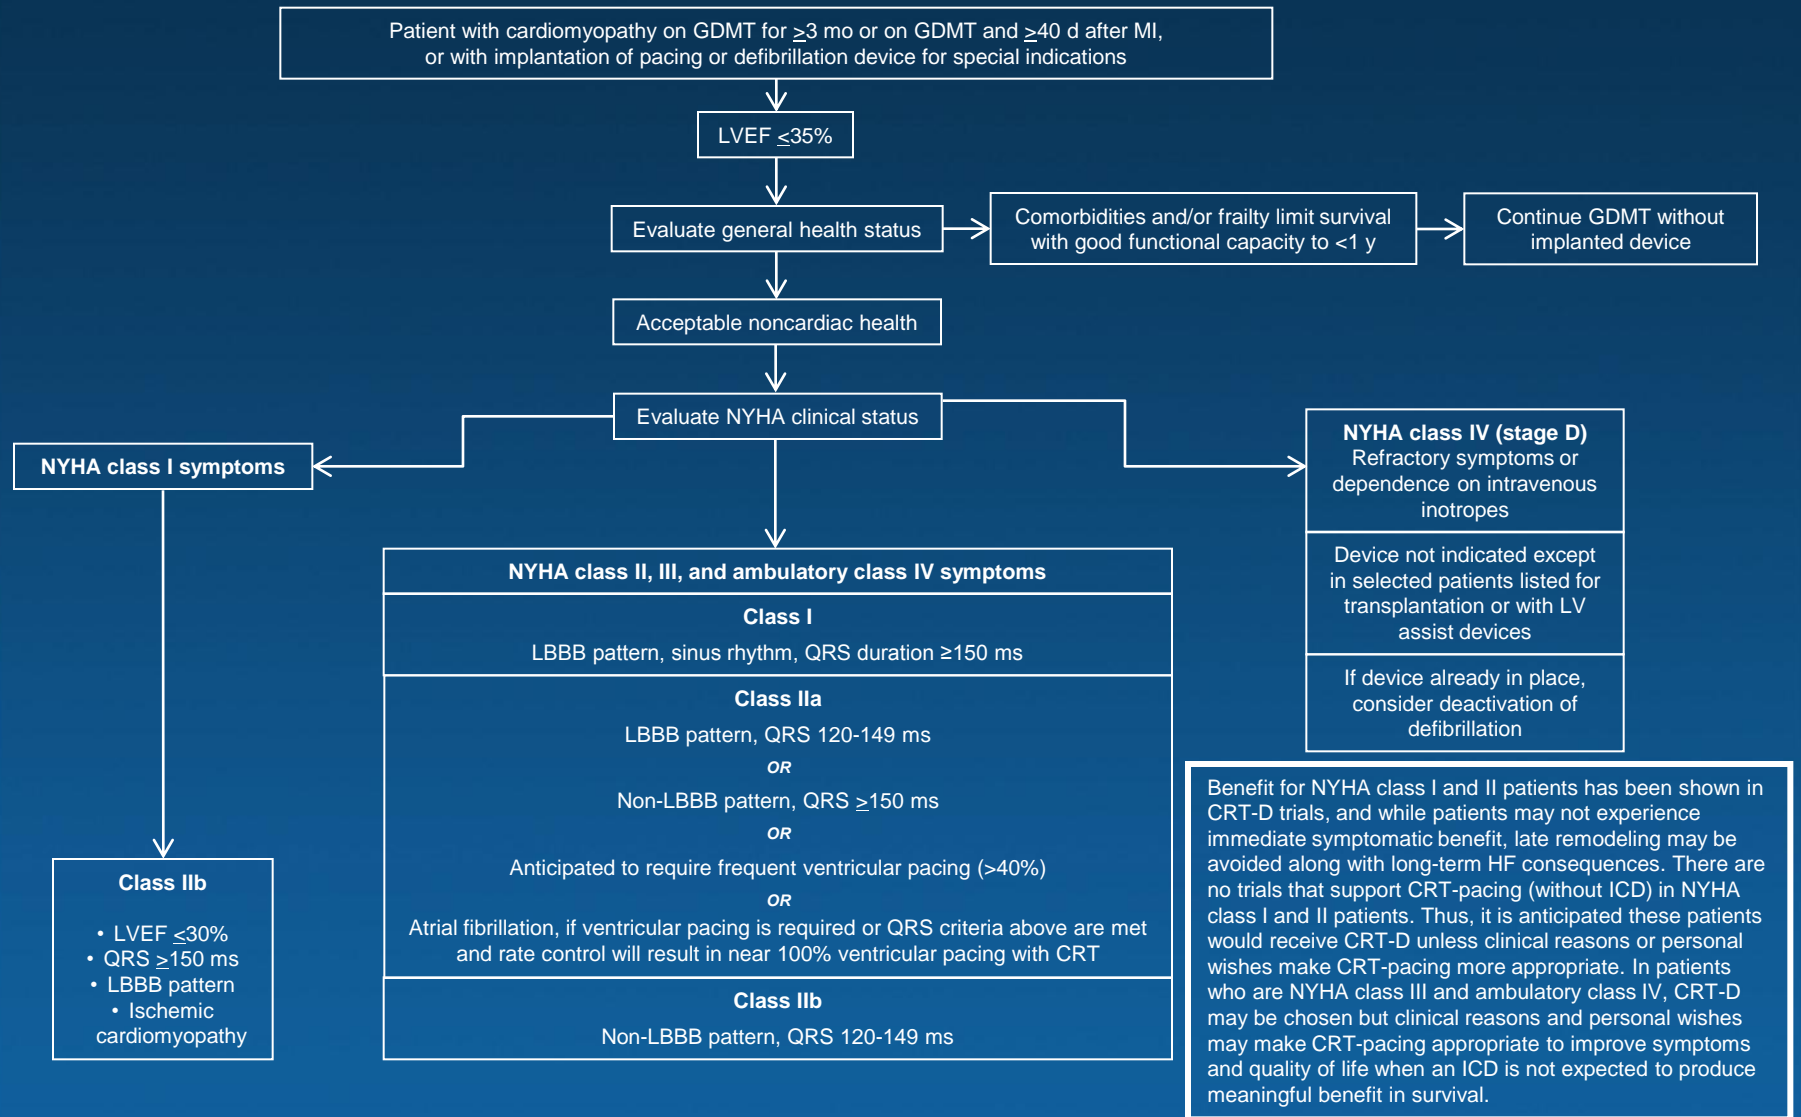 Patient with cardiomyopathy on GDMT for ≥3 mo or on GDMT and ≥40 d after MI,
or with implantation of pacing or defibrillation device for special indications
LVEF ≤35%
Evaluate general health status
Comorbidities and/or frailty limit survival
with good functional capacity to <1 y
Continue GDMT without
implanted device
Acceptable noncardiac health
Evaluate NYHA clinical status
NYHA class I symptoms
Class IIb
• LVEF ≤30%
• QRS ≥150 ms
• LBBB pattern
• Ischemic
cardiomyopathy
NYHA class II, III, and ambulatory class IV symptoms
Class I
LBBB pattern, sinus rhythm, QRS duration ≥150 ms
Class IIa
LBBB pattern, QRS 120-149 ms
OR
Non-LBBB pattern, QRS ≥150 ms
OR
Anticipated to require frequent ventricular pacing (>40%)
OR
Atrial fibrillation, if ventricular pacing is required or QRS criteria above are met
and rate control will result in near 100% ventricular pacing with CRT
Class IIb
Non-LBBB pattern, QRS 120-149 ms
NYHA class IV (stage D)
Refractory symptoms or
dependence on intravenous
inotropes
Device not indicated except
in selected patients listed for
transplantation or with LV
assist devices
If device already in place,
consider deactivation of
defibrillation
Benefit for NYHA class I and II patients has been shown in
CRT-D trials, and while patients may not experience
immediate symptomatic benefit, late remodeling may be
avoided along with long-term HF consequences. There are
no trials that support CRT-pacing (without ICD) in NYHA
class I and II patients. Thus, it is anticipated these patients
would receive CRT-D unless clinical reasons or personal
wishes make CRT-pacing more appropriate. In patients
who are NYHA class III and ambulatory class IV, CRT-D
may be chosen but clinical reasons and personal wishes
may make CRT-pacing appropriate to improve symptoms
and quality of life when an ICD is not expected to produce
meaningful benefit in survival.